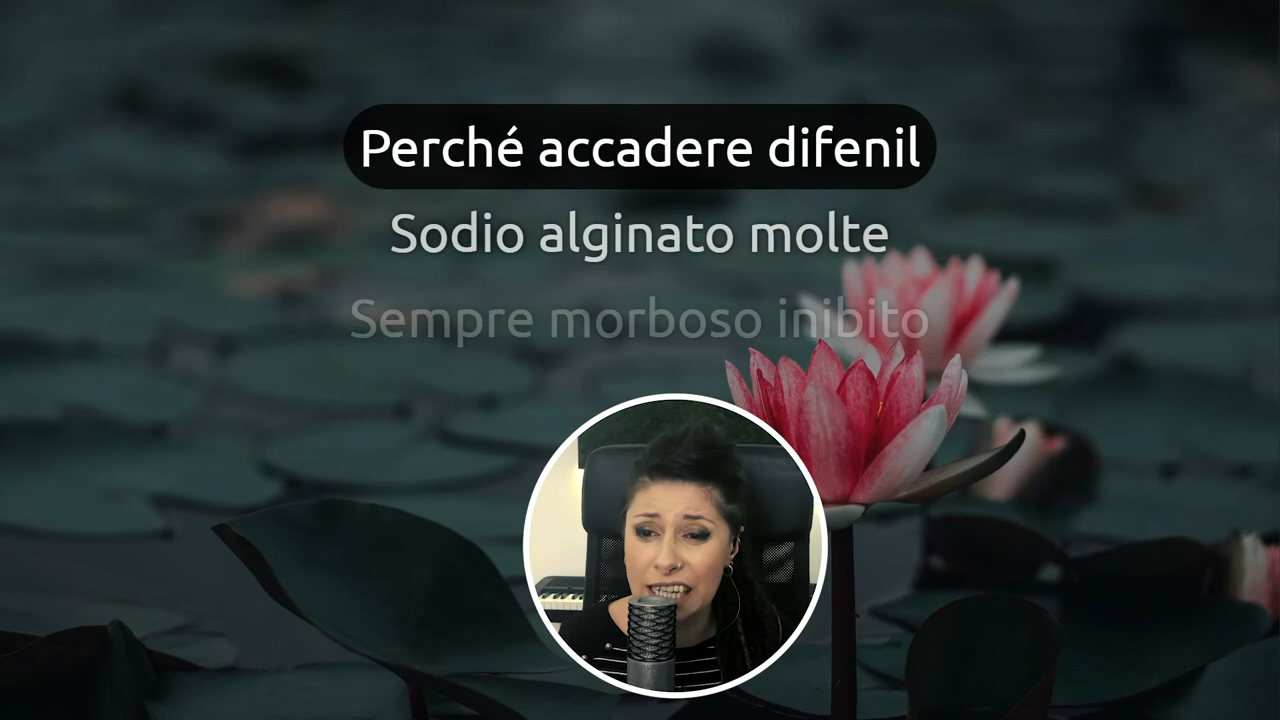 Perché accadere difenil
Sodio alginato molte
Sempre morboso inibito